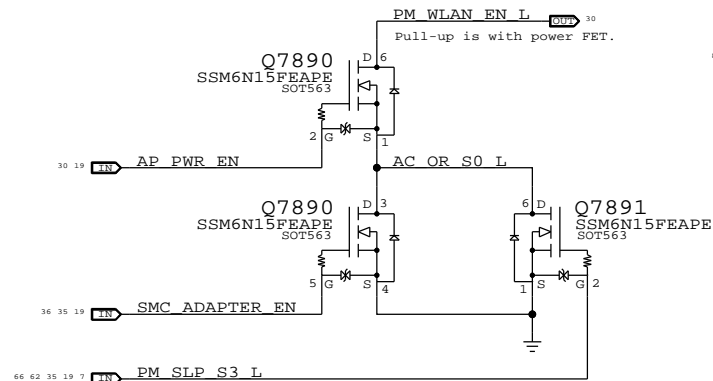 PM_WLAN_EN_L OUT 30
Pull-up is with power FET.
Q7890 D 6
SSM6N15FEAPE
SOT563
2 G S 1
30 19 IN AP_PWR_EN AC_OR_S0_L
Q7890 D 3 6 D Q7891
SSM6N15FEAPE SSM6N15FEAPE
SOT563 SOT563
5 G S 4 1 S G 2
36 35 19 IN SMC_ADAPTER_EN
66 62 35 19 7 IN PM_SLP_S3_L